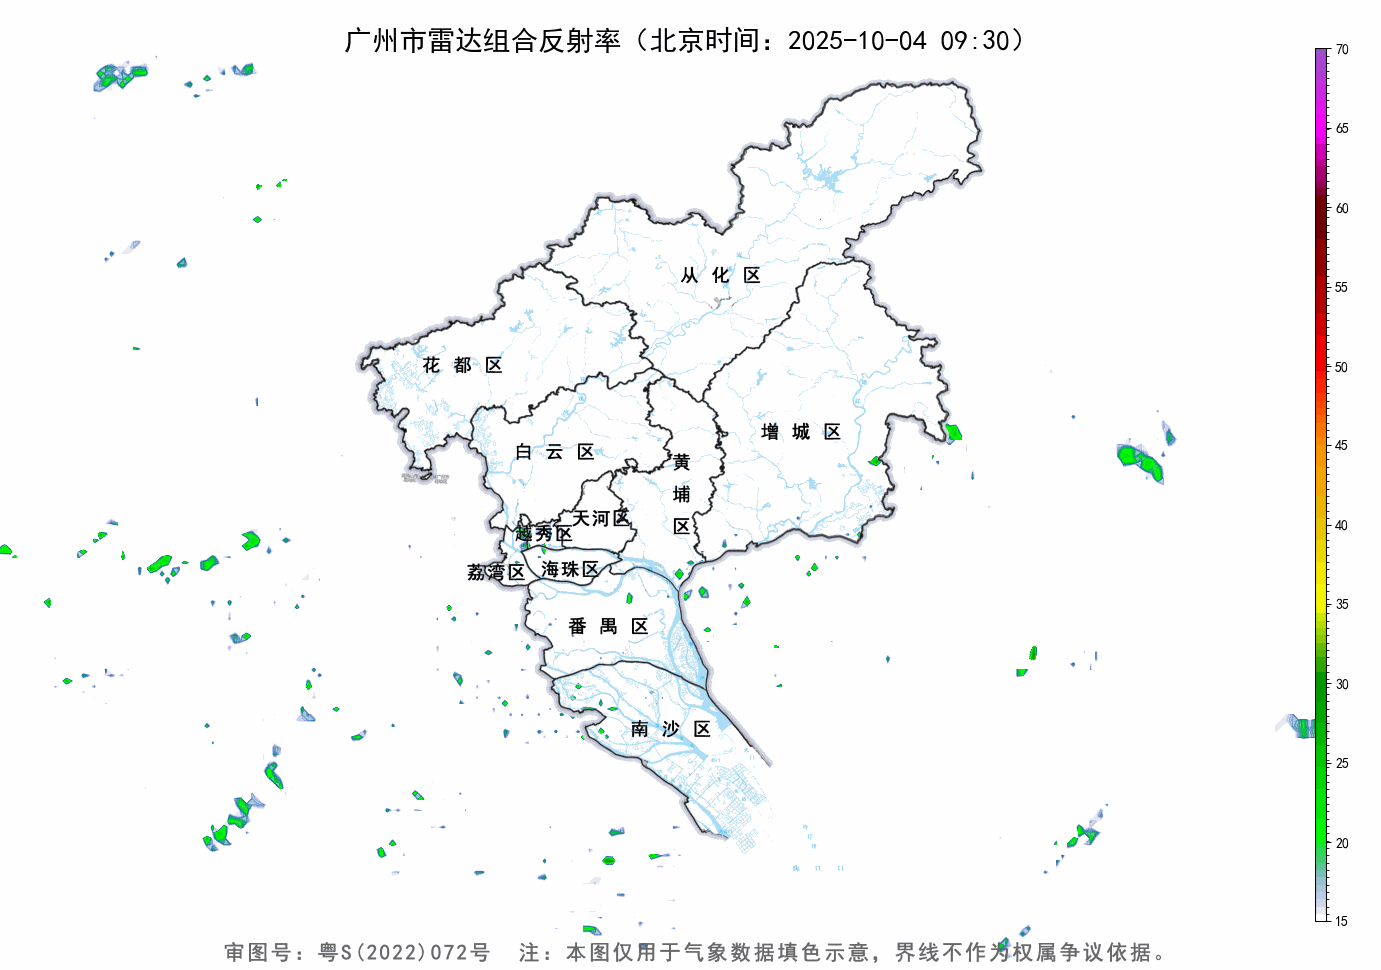 广州市雷达组合反射率（北京时间：2025-10-04 09:30）
70
65
60
55
50
45
40
35
30
25
20
15
从化区
花都区
增城区
白云区
黄埔区
天河区
越秀区
荔湾区
海珠区
番禺区
南沙区
审图号：粤S(2022)072号 注：本图仅用于气象数据填色示意，界线不作为权属争议依据。